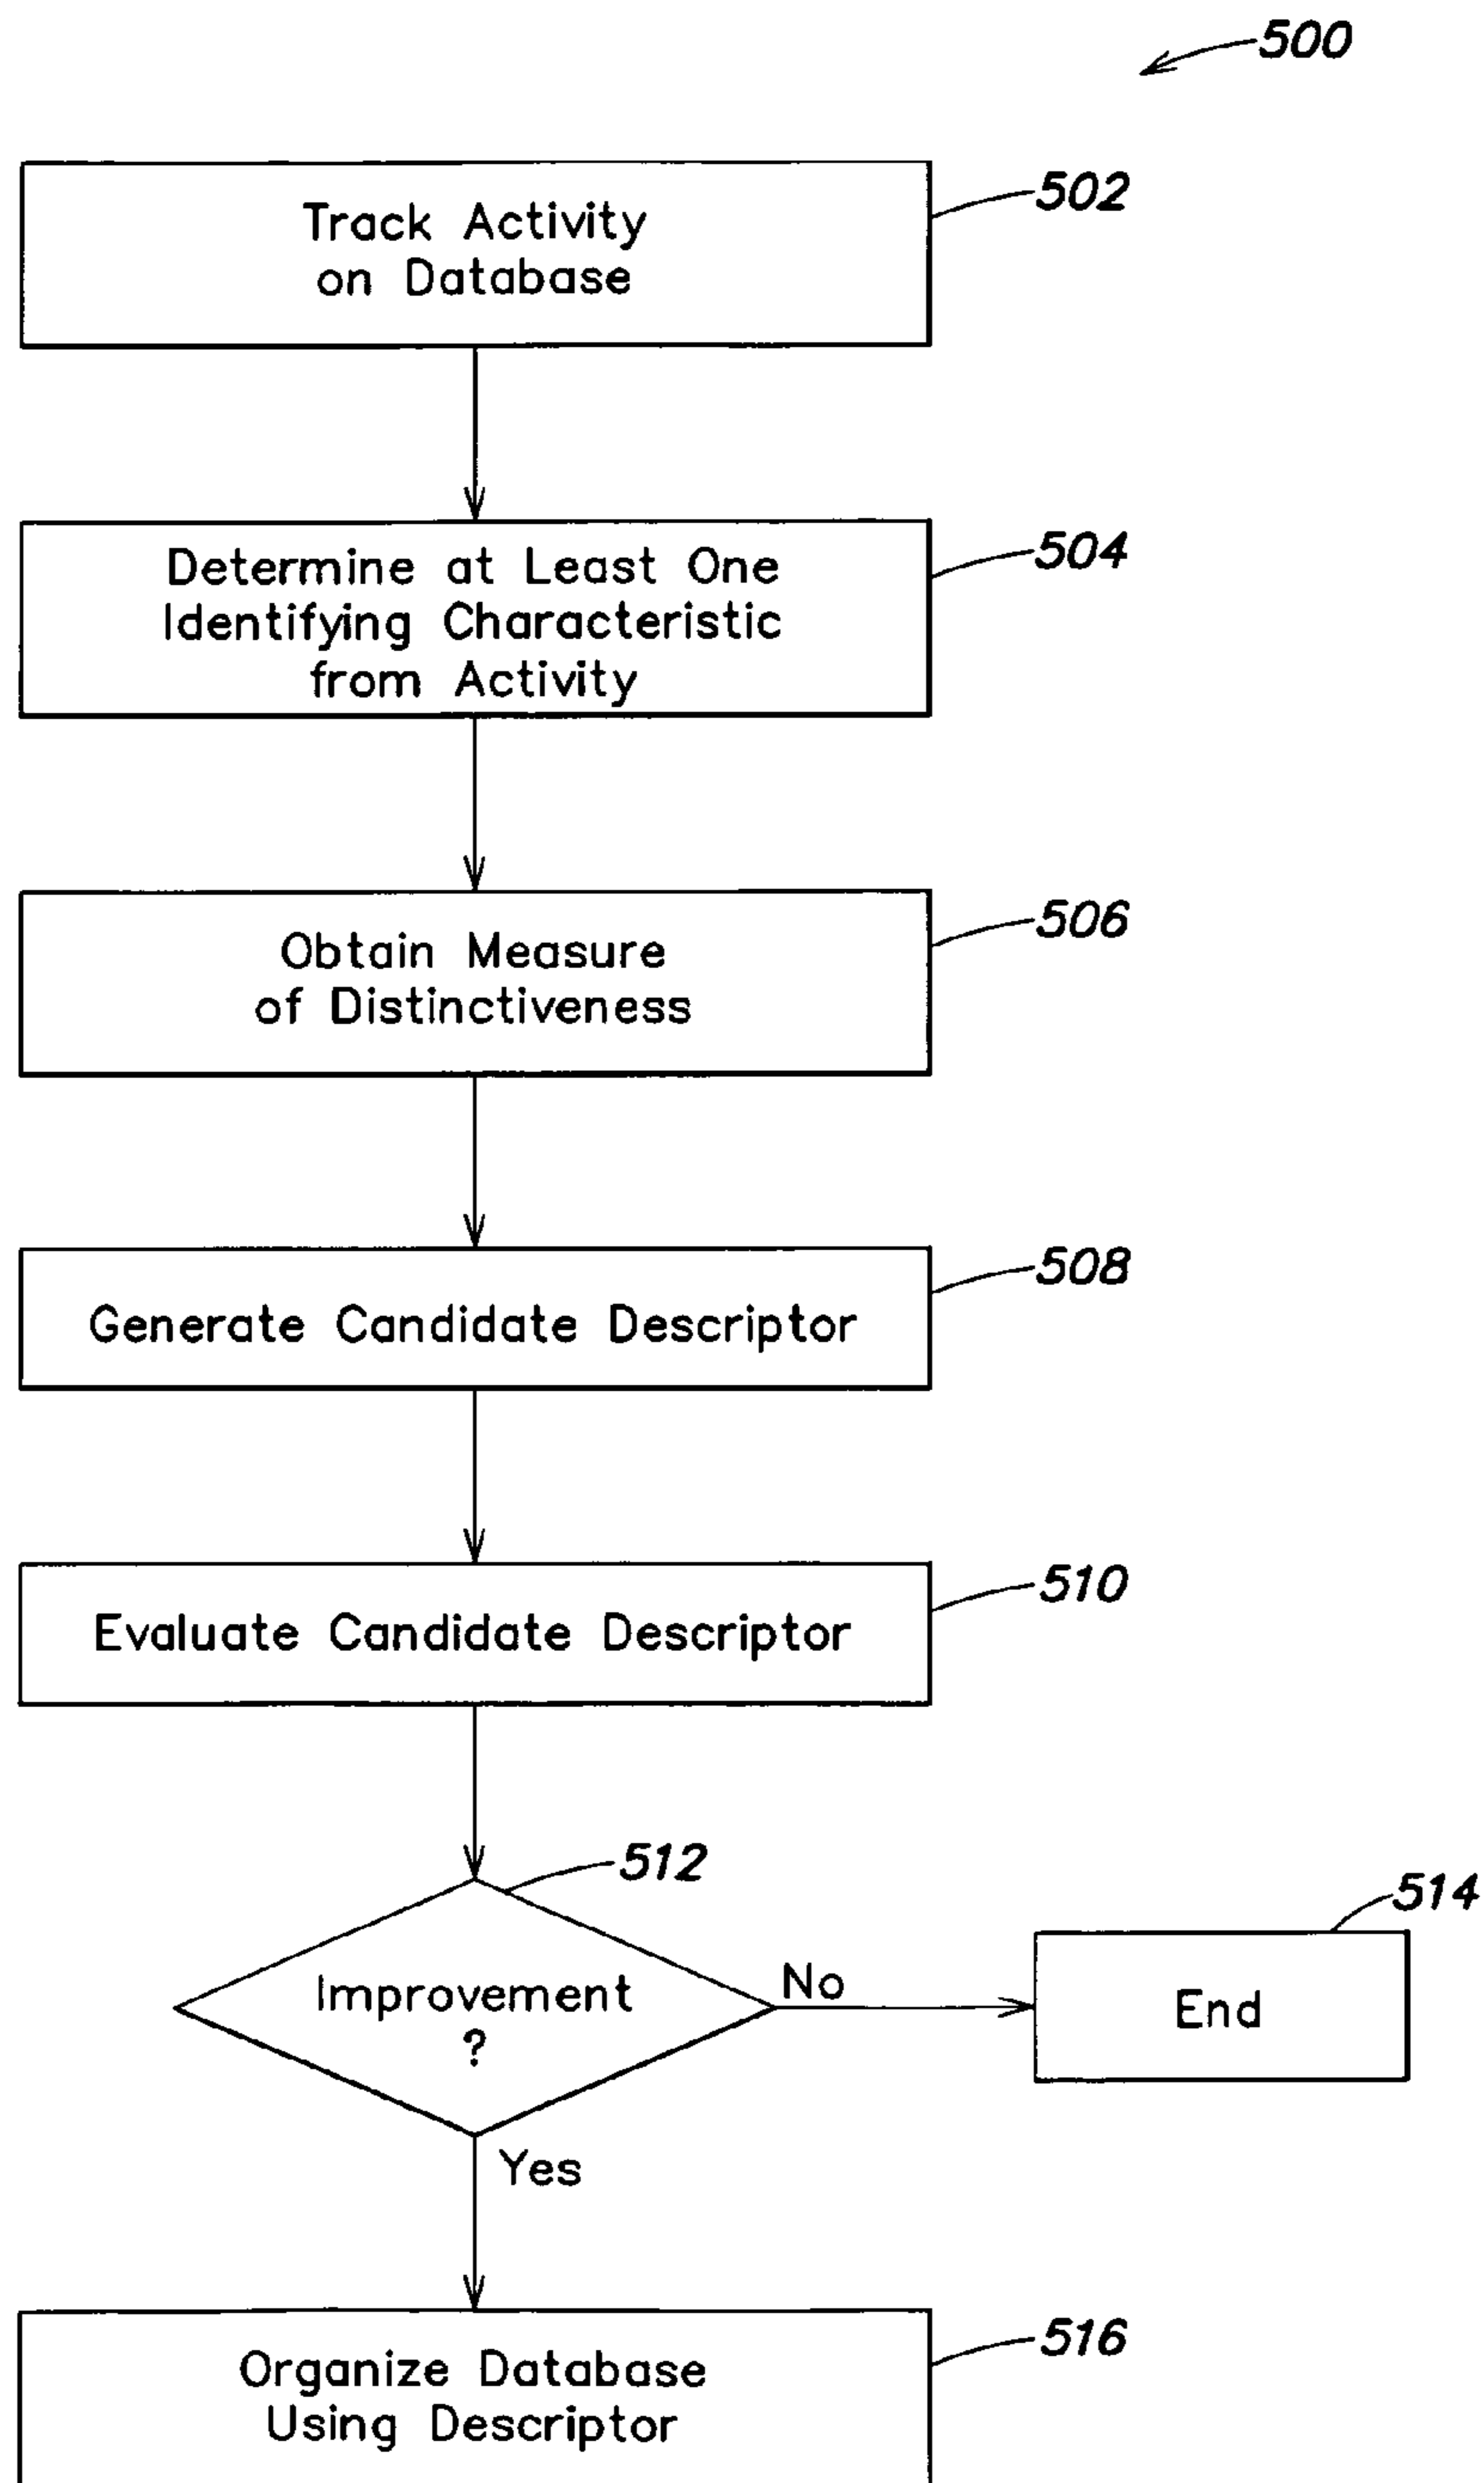 500
502
Track Activity
on Database
504
Determine at Least One
Identifying Characteristic
from Activity
506
Obtain Measure
of Distinctiveness
508
Generate Candidate Descriptor
510
Evaluate Candidate Descriptor
512
Improvement
?
No
514
End
Yes
516
Organize Database
Using Descriptor